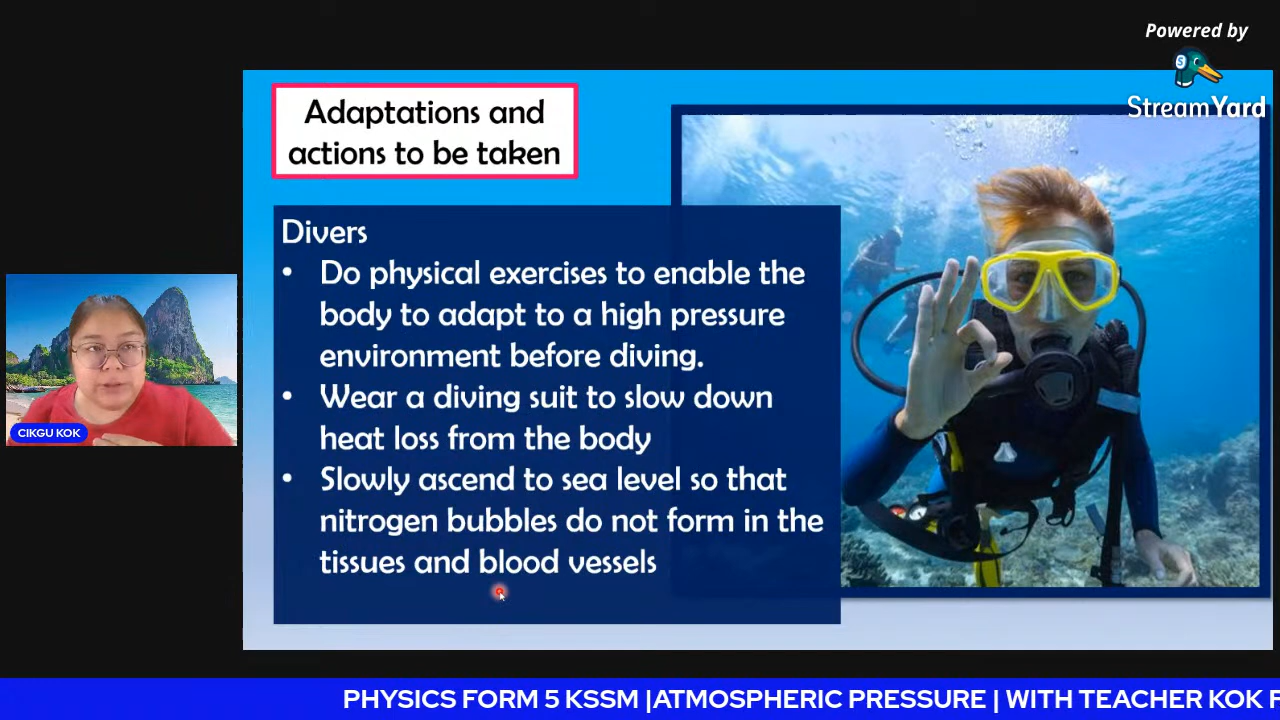 Powered by
StreamYard
Adaptations and
actions to be taken
Divers
• Do physical exercises to enable the
body to adapt to a high pressure
environment before diving.
• Wear a diving suit to slow down
heat loss from the body
• Slowly ascend to sea level so that
nitrogen bubbles do not form in the
tissues and blood vessels
CIKGU KOK
PHYSICS FORM 5 KSSM |ATMOSPHERIC PRESSURE | WITH TEACHER KOK